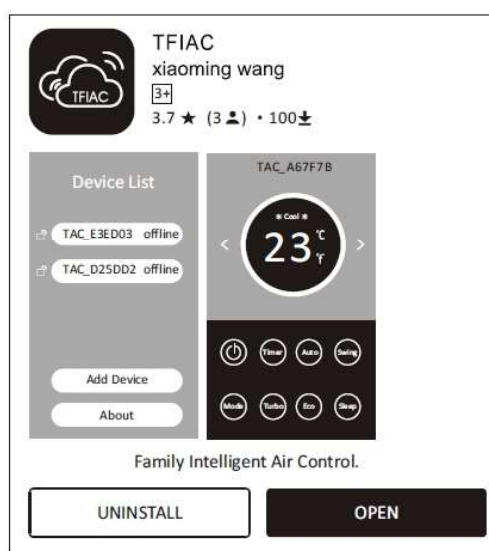 TFIAC
TFIAC
xiaoming wang
3+
3.7 ★ (3) • 100
Device List
TAC_E3ED03 offline
TAC_D25DD2 offline
Add Device
About
TAC_A67F7B
* Cool *
< 23 °C °F >
Timer Auto Swing
Mode Turbo Eco Sleep
Family Intelligent Air Control.
UNINSTALL OPEN